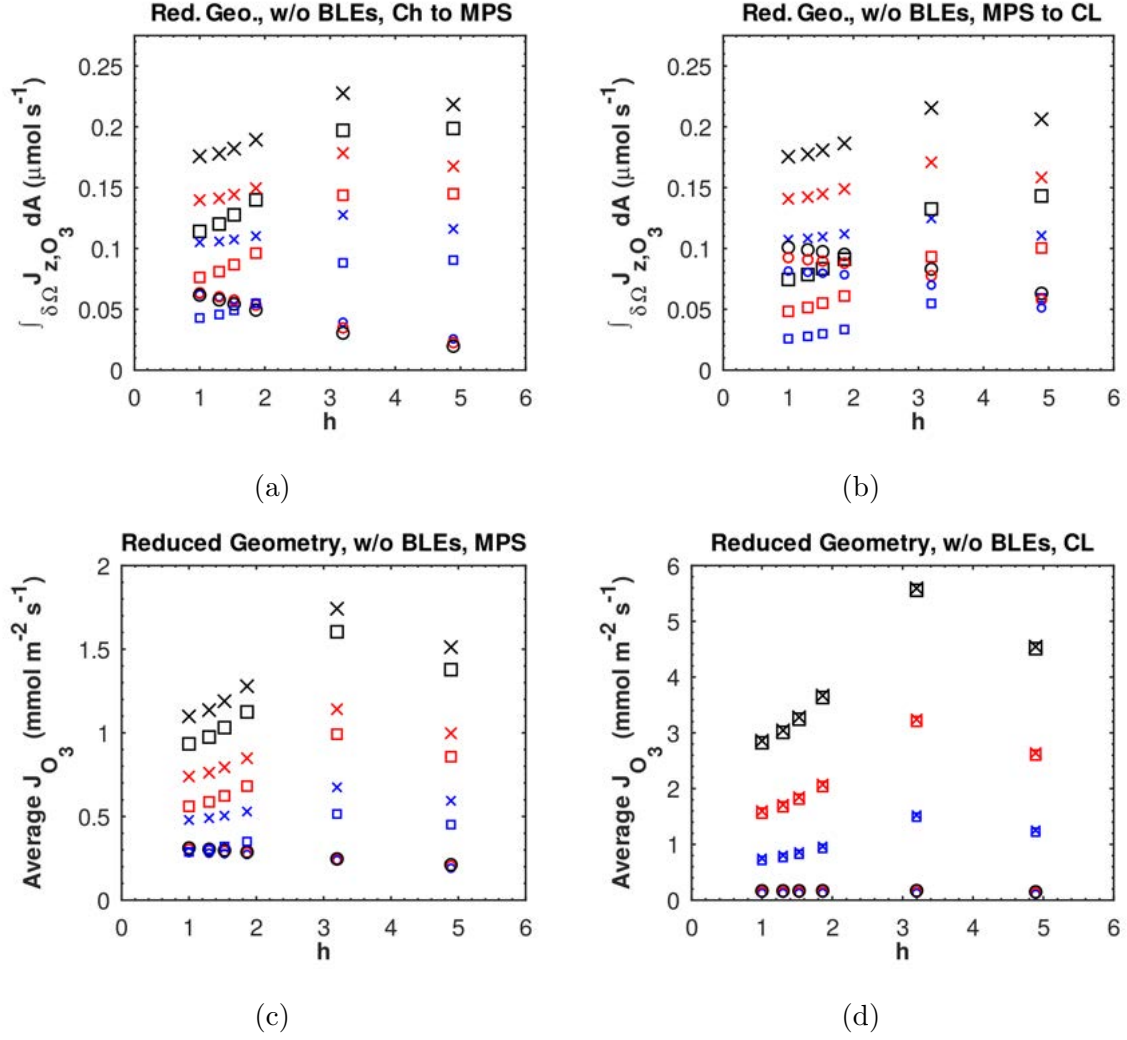 Red. Geo., w/o BLEs, Ch to MPS
∫δΩ Jz,O3 dA (μmol s-1)
0.25
0.2
0.15
0.1
0.05
0
0 1 2 3 4 5 6
h
(a)
Red. Geo., w/o BLEs, MPS to CL
∫δΩ Jz,O3 dA (μmol s-1)
0.25
0.2
0.15
0.1
0.05
0
0 1 2 3 4 5 6
h
(b)
Reduced Geometry, w/o BLEs, MPS
Average JO3 (mmol m-2 s-1)
2
1.5
1
0.5
0
0 1 2 3 4 5 6
h
(c)
Reduced Geometry, w/o BLEs, CL
Average JO3 (mmol m-2 s-1)
6
5
4
3
2
1
0
0 1 2 3 4 5 6
h
(d)